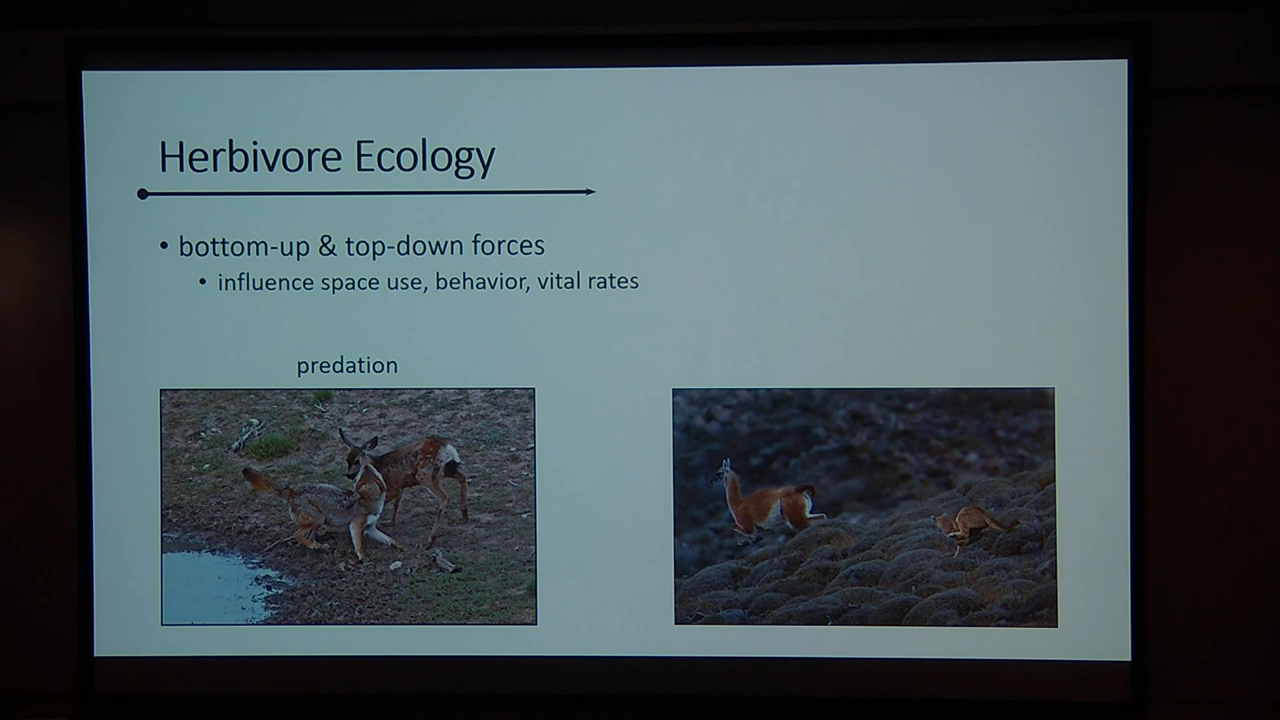 Herbivore Ecology
• bottom-up & top-down forces
• influence space use, behavior, vital rates
predation